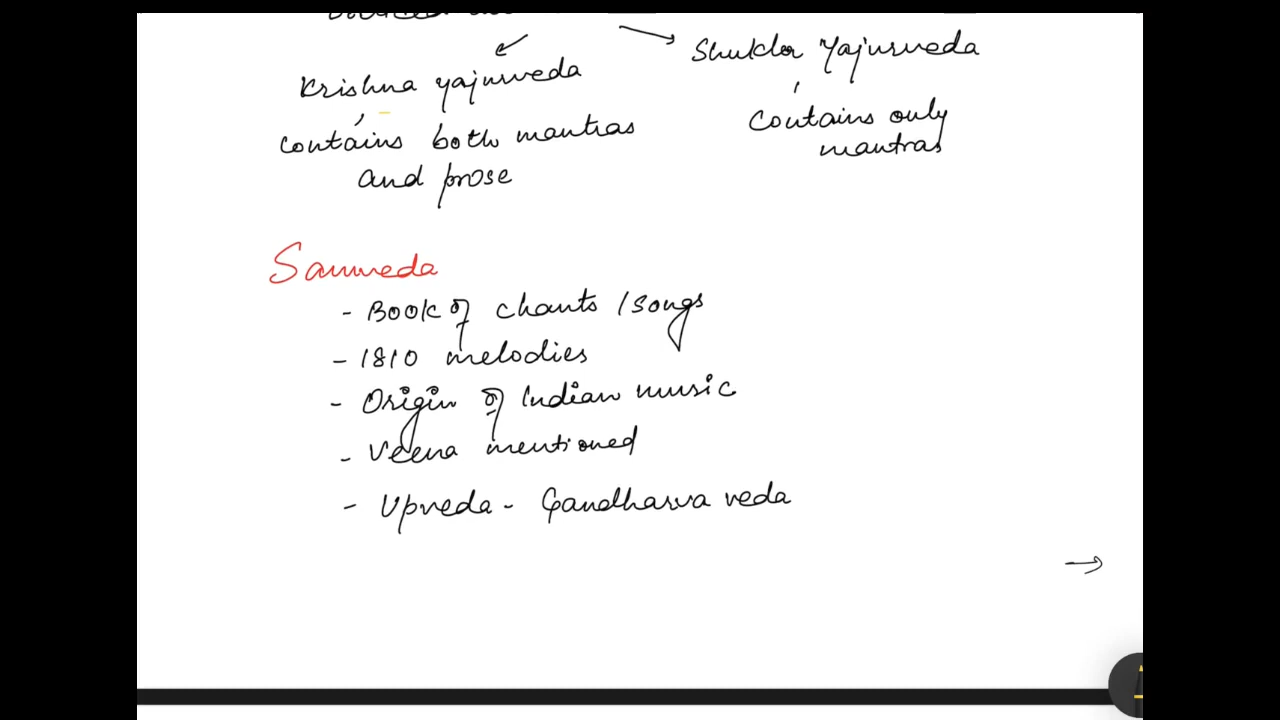 Krishna yajurveda
contains both mantras
and prose
Shukla Yajurveda
Contains only
mantras
Samveda
- Book of chants / songs
- 1810 melodies
- Origin of Indian music
- Veena mentioned
- Upveda - Gandharva veda